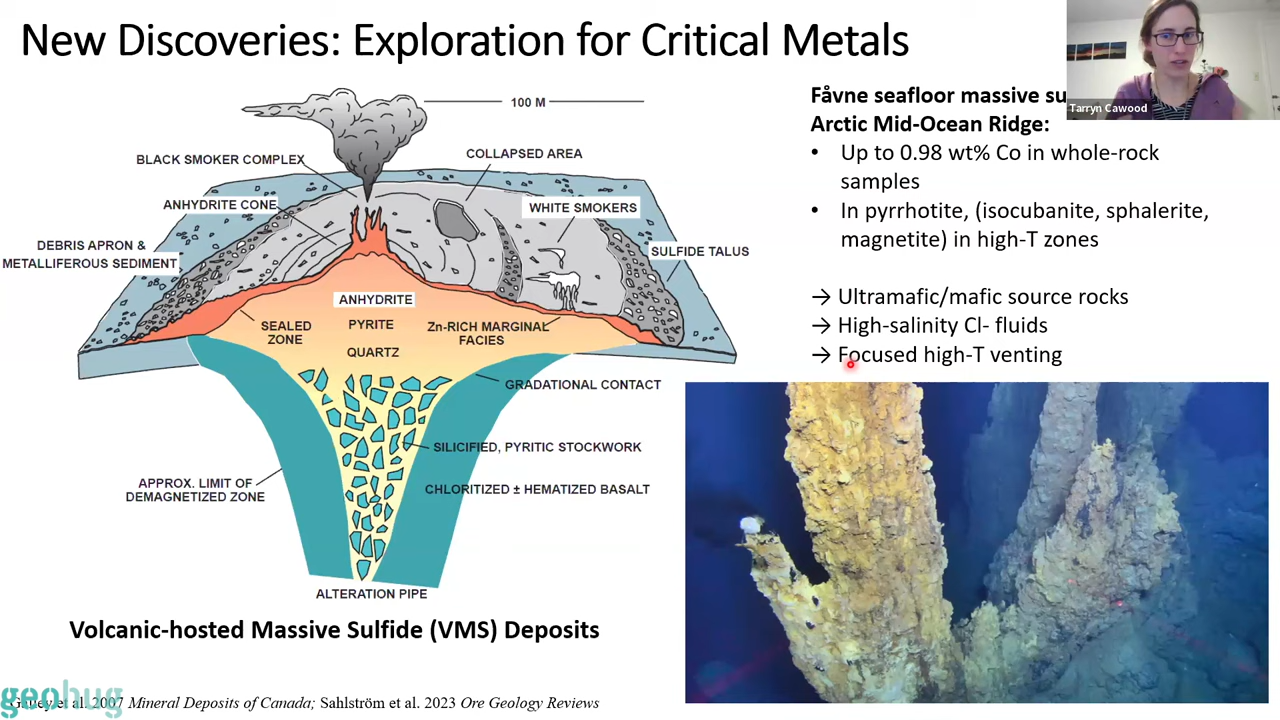 New Discoveries: Exploration for Critical Metals
100 M
BLACK SMOKER COMPLEX
COLLAPSED AREA
ANHYDRITE CONE
WHITE SMOKERS
DEBRIS APRON &
METALLIFEROUS SEDIMENT
SULFIDE TALUS
ANHYDRITE
SEALED
ZONE
PYRITE
Zn-RICH MARGINAL
FACIES
QUARTZ
GRADATIONAL CONTACT
SILICIFIED, PYRITIC STOCKWORK
APPROX. LIMIT OF
DEMAGNETIZED ZONE
CHLORITIZED ± HEMATIZED BASALT
ALTERATION PIPE
Volcanic-hosted Massive Sulfide (VMS) Deposits
Fåvne seafloor massive su
Arctic Mid-Ocean Ridge:
• Up to 0.98 wt% Co in whole-rock
samples
• In pyrrhotite, (isocubanite, sphalerite,
magnetite) in high-T zones
→ Ultramafic/mafic source rocks
→ High-salinity Cl- fluids
→ Focused high-T venting
Tarryn Cawood
geobug
et al. 2007 Mineral Deposits of Canada; Sahlström et al. 2023 Ore Geology Reviews